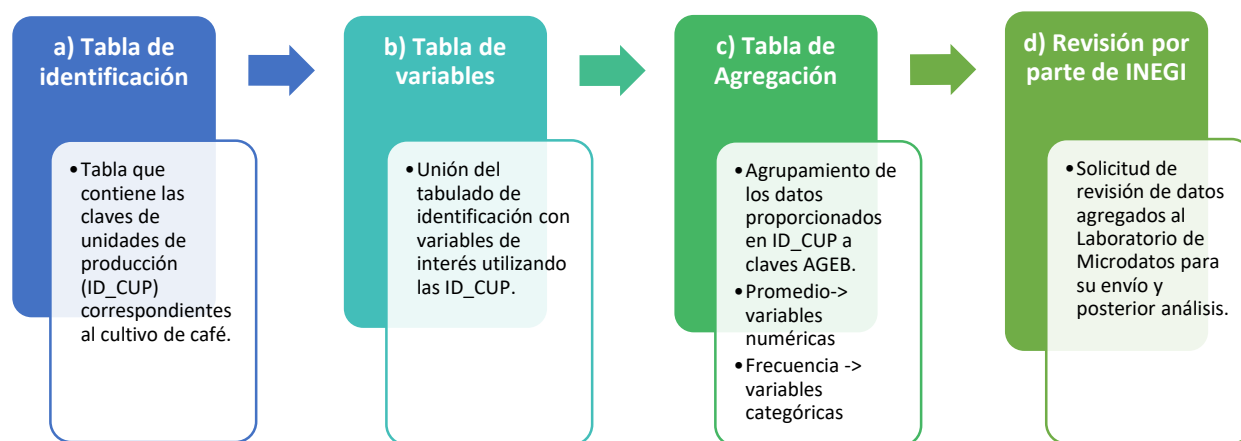 a) Tabla de
identificación
•Tabla que
contiene las
claves de
unidades de
producción
(ID_CUP)
correspondientes
al cultivo de café.
b) Tabla de
variables
•Unión del
tabulado de
identificación con
variables de
interés utilizando
las ID_CUP.
c) Tabla de
Agregación
•Agrupamiento de
los datos
proporcionados
en ID_CUP a
claves AGEB.
•Promedio->
variables
numéricas
•Frecuencia ->
variables
categóricas
d) Revisión por
parte de INEGI
•Solicitud de
revisión de datos
agregados al
Laboratorio de
Microdatos para
su envío y
posterior análisis.